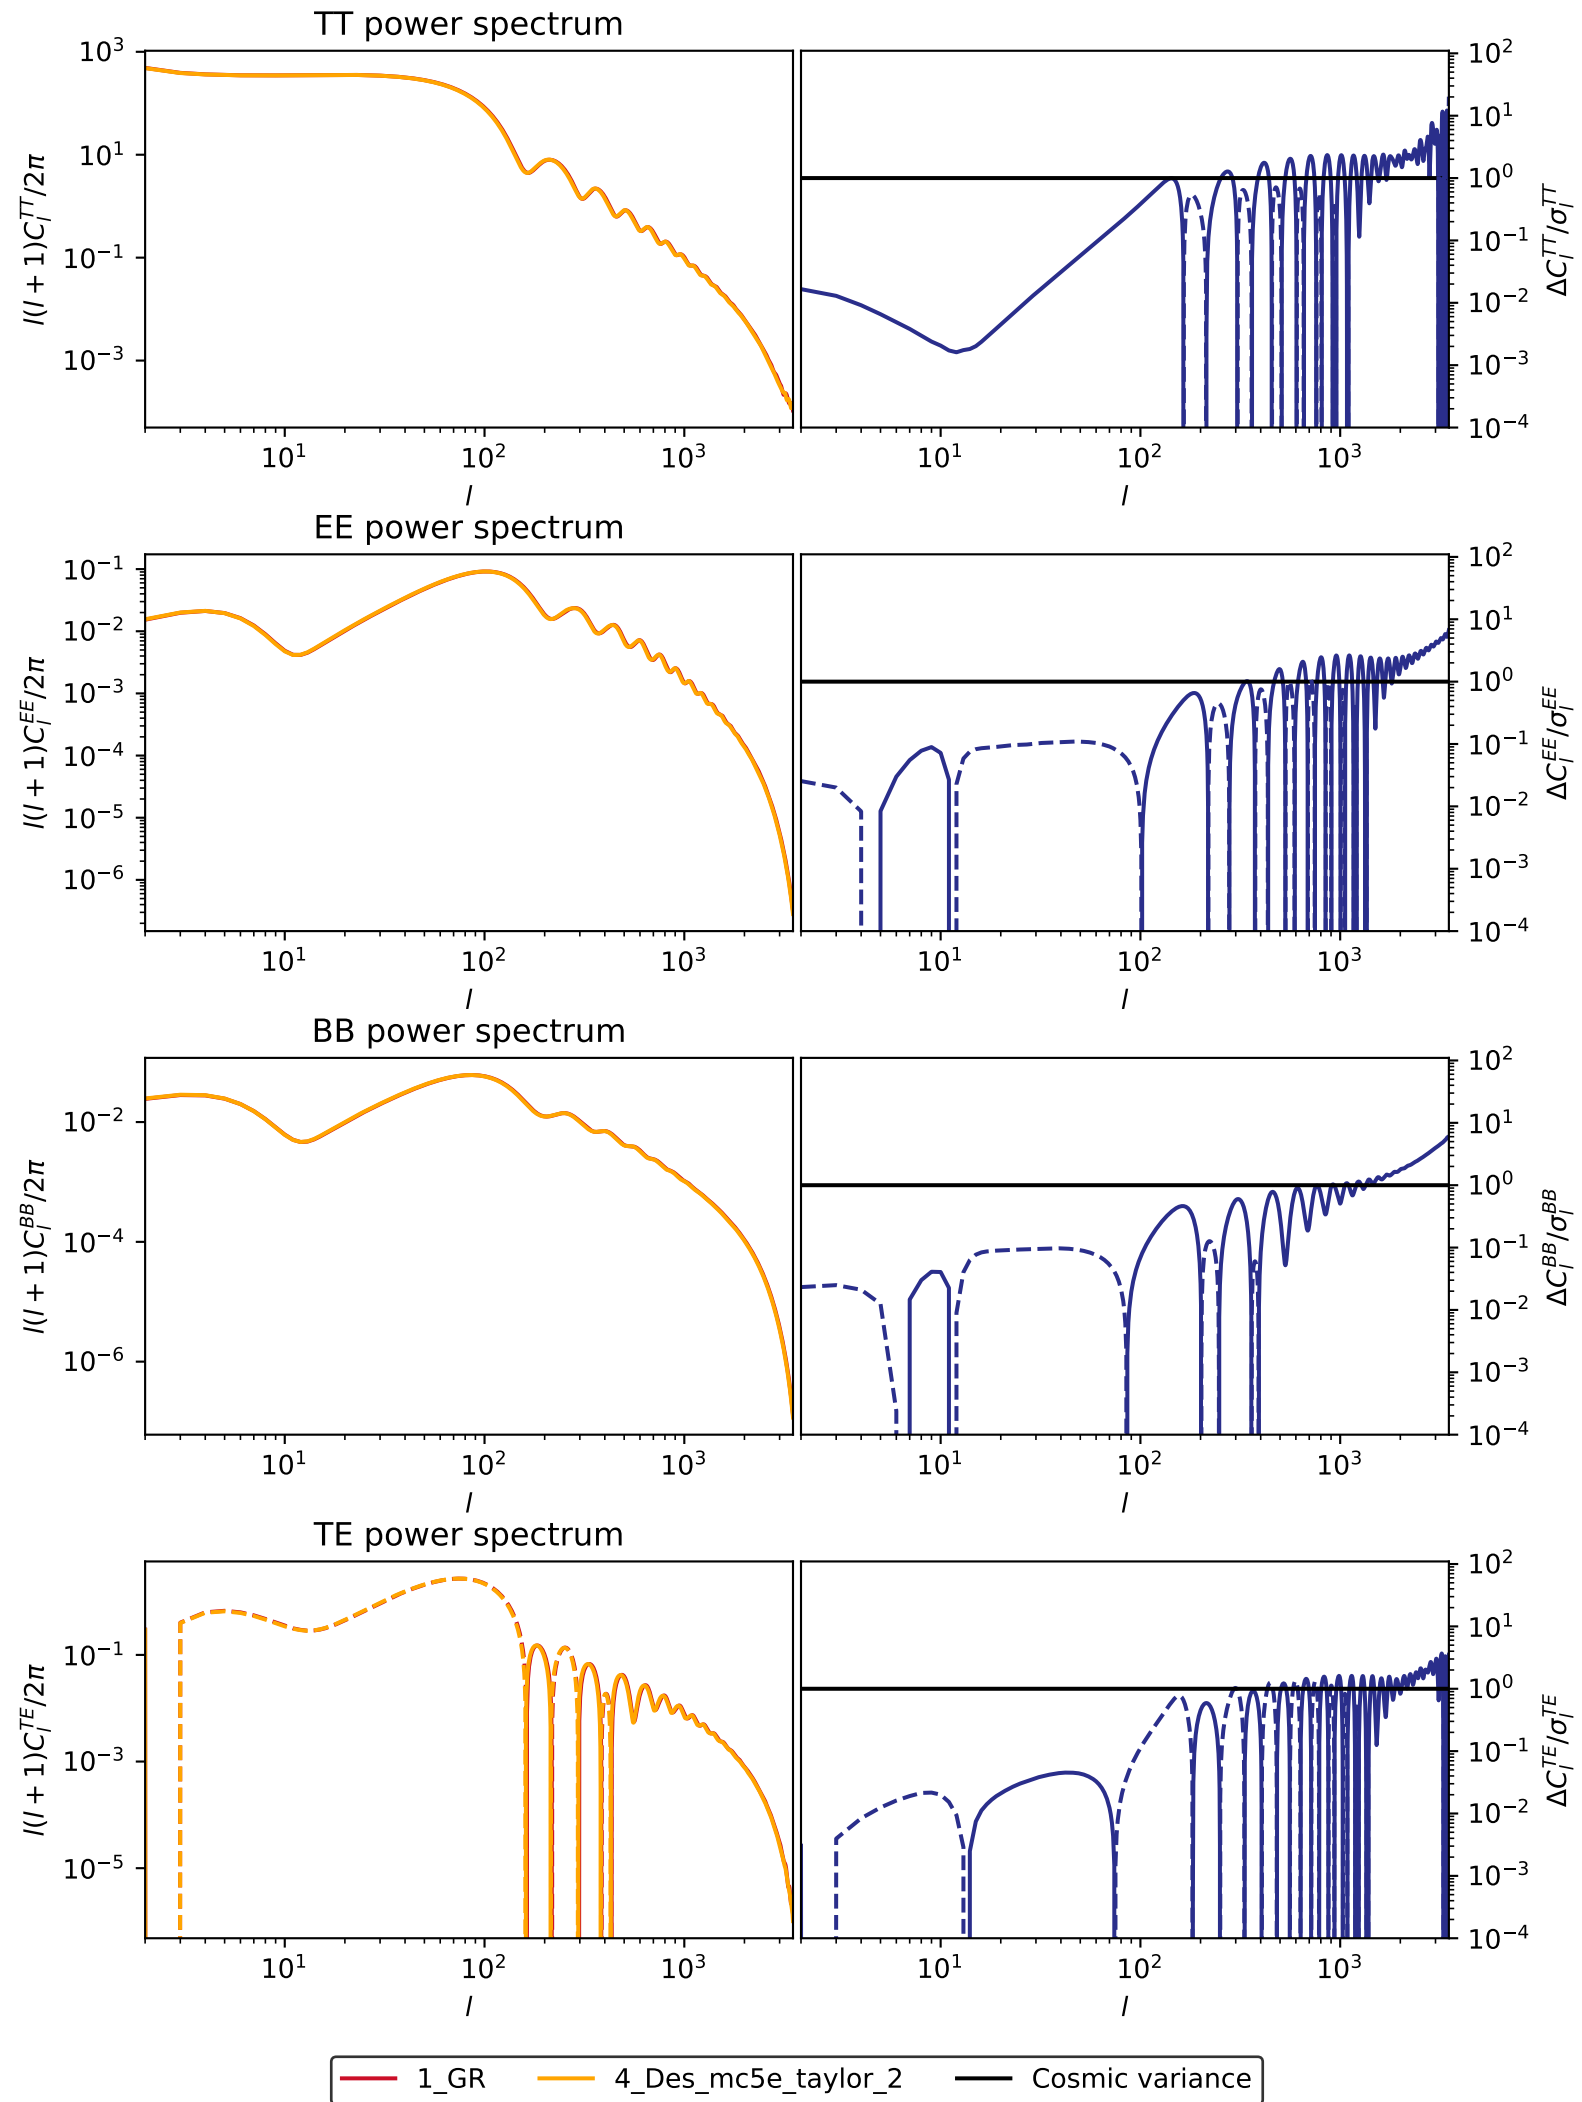 TT power spectrum
l(l + 1)C_l^{TT}/2π
10^3
10^1
10^{-1}
10^{-3}
10^1 10^2 10^3
l
10^1 10^2 10^3
l
10^2
10^1
10^0
10^{-1}
10^{-2}
10^{-3}
10^{-4}
ΔC_l^{TT}/σ_l^{TT}
EE power spectrum
l(l + 1)C_l^{EE}/2π
10^{-1}
10^{-2}
10^{-3}
10^{-4}
10^{-5}
10^{-6}
10^1 10^2 10^3
l
10^1 10^2 10^3
l
10^2
10^1
10^0
10^{-1}
10^{-2}
10^{-3}
10^{-4}
ΔC_l^{EE}/σ_l^{EE}
BB power spectrum
l(l + 1)C_l^{BB}/2π
10^{-2}
10^{-4}
10^{-6}
10^1 10^2 10^3
l
10^1 10^2 10^3
l
10^2
10^1
10^0
10^{-1}
10^{-2}
10^{-3}
10^{-4}
ΔC_l^{BB}/σ_l^{BB}
TE power spectrum
l(l + 1)C_l^{TE}/2π
10^{-1}
10^{-3}
10^{-5}
10^1 10^2 10^3
l
10^1 10^2 10^3
l
10^2
10^1
10^0
10^{-1}
10^{-2}
10^{-3}
10^{-4}
ΔC_l^{TE}/σ_l^{TE}
1_GR 4_Des_mc5e_taylor_2 Cosmic variance